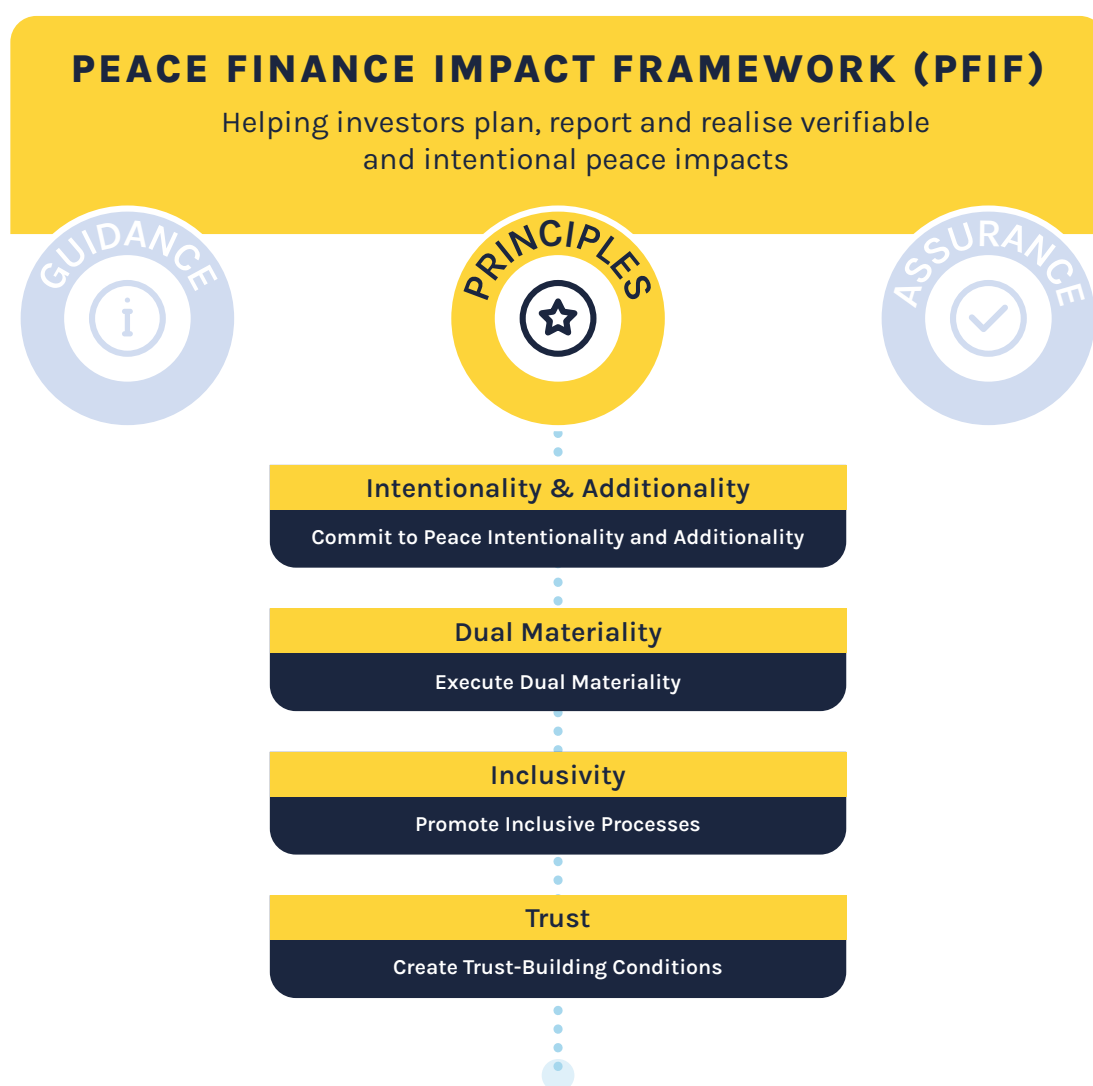 PEACE FINANCE IMPACT FRAMEWORK (PFIF)
Helping investors plan, report and realise verifiable
and intentional peace impacts
GUIDANCE
PRINCIPLES
ASSURANCE
Intentionality & Additionality
Commit to Peace Intentionality and Additionality
Dual Materiality
Execute Dual Materiality
Inclusivity
Promote Inclusive Processes
Trust
Create Trust-Building Conditions